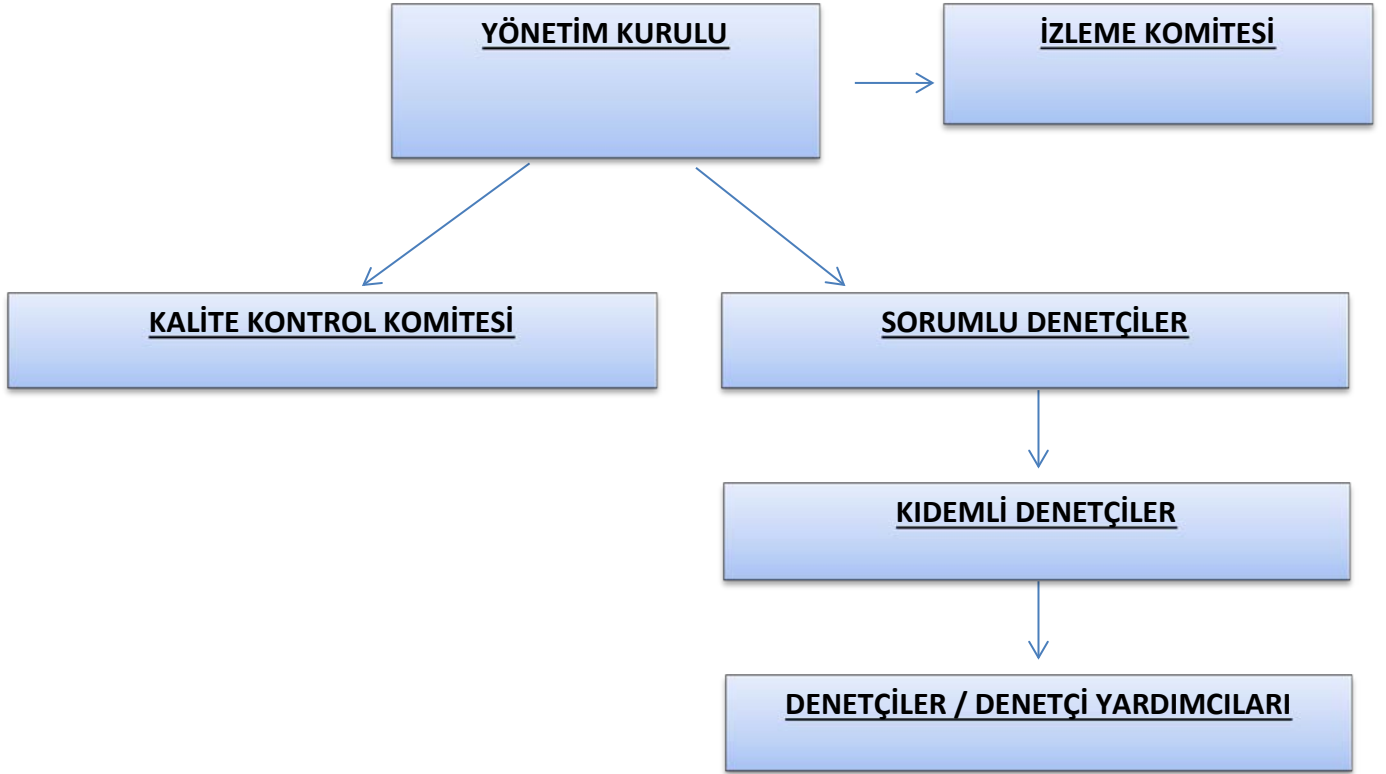 YÖNETİM KURULU
İZLEME KOMİTESİ
KALİTE KONTROL KOMİTESİ
SORUMLU DENETÇİLER
KIDEMLİ DENETÇİLER
DENETÇİLER / DENETÇİ YARDIMCILARI